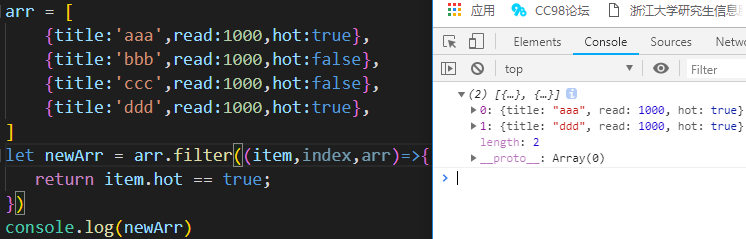 arr = [
{title:'aaa',read:1000,hot:true},
{title:'bbb',read:1000,hot:false},
{title:'ccc',read:1000,hot:false},
{title:'ddd',read:1000,hot:true},
]
let newArr = arr.filter((item,index,arr)=>{
return item.hot == true;
})
console.log(newArr)
应用 CC98论坛 浙江大学研究生信息
Elements Console Sources
top Filter
(2) [{…}, {…}] i
0: {title: "aaa", read: 1000, hot: true}
1: {title: "ddd", read: 1000, hot: true}
length: 2
__proto__: Array(0)